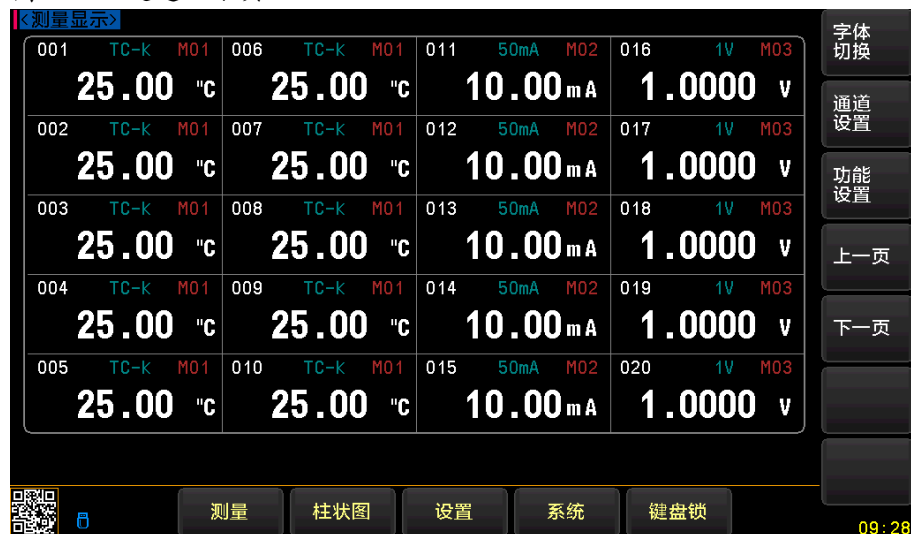 <测量显示>
001 TC-K M01 006 TC-K M01 011 50mA M02 016 1V M03
25.00 "C 25.00 "C 10.00 mA 1.0000 V
002 TC-K M01 007 TC-K M01 012 50mA M02 017 1V M03
25.00 "C 25.00 "C 10.00 mA 1.0000 V
003 TC-K M01 008 TC-K M01 013 50mA M02 018 1V M03
25.00 "C 25.00 "C 10.00 mA 1.0000 V
004 TC-K M01 009 TC-K M01 014 50mA M02 019 1V M03
25.00 "C 25.00 "C 10.00 mA 1.0000 V
005 TC-K M01 010 TC-K M01 015 50mA M02 020 1V M03
25.00 "C 25.00 "C 10.00 mA 1.0000 V
字体
切换
通道
设置
功能
设置
上一页
下一页
测量 柱状图 设置 系统 键盘锁
09:28